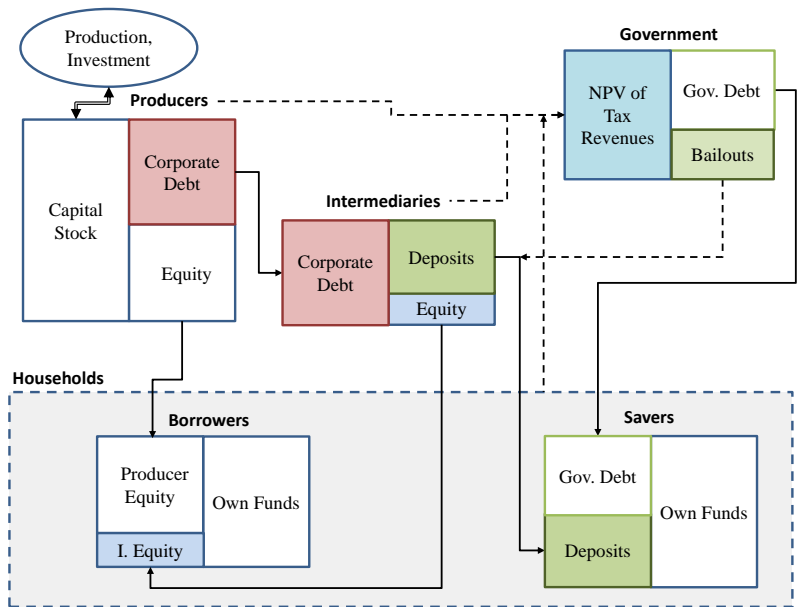 Production,
Investment
Government
Producers
NPV of
Tax
Revenues
Gov. Debt
Bailouts
Capital
Stock
Corporate
Debt
Equity
Intermediaries
Corporate
Debt
Deposits
Equity
Households
Borrowers
Producer
Equity
I. Equity
Own Funds
Savers
Gov. Debt
Deposits
Own Funds